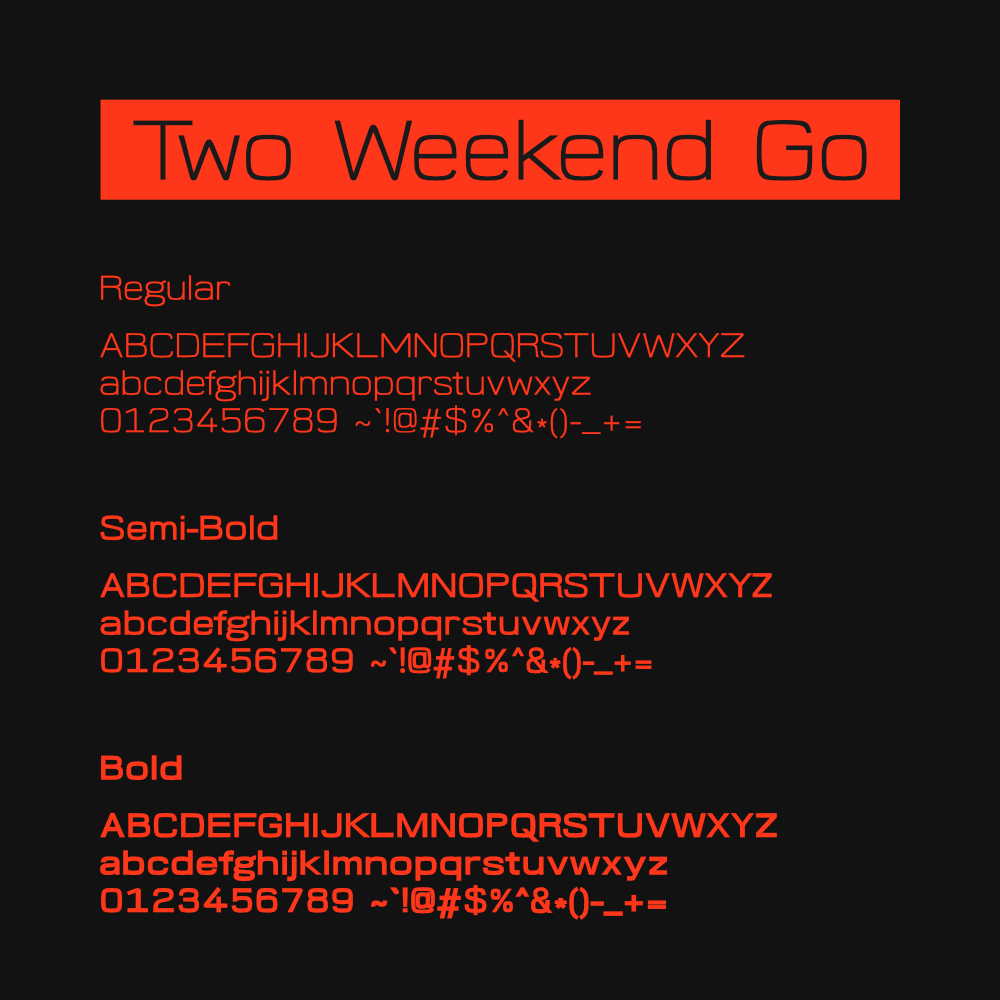 Two Weekend Go
Regular
ABCDEFGHIJKLMNOPQRSTUVWXYZ
abcdefghijklmnopqrstuvwxyz
0123456789 ~`!@#$%^&*()-_+=
Semi-Bold
ABCDEFGHIJKLMNOPQRSTUVWXYZ
abcdefghijklmnopqrstuvwxyz
0123456789 ~`!@#$%^&*()-_+=
Bold
ABCDEFGHIJKLMNOPQRSTUVWXYZ
abcdefghijklmnopqrstuvwxyz
0123456789 ~`!@#$%^&*()-_+=